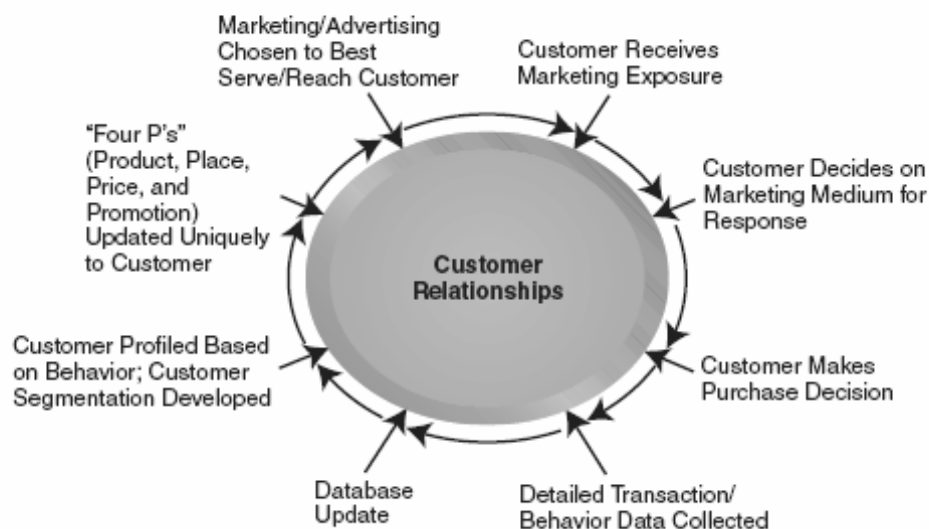 Marketing/Advertising
Chosen to Best
Serve/Reach Customer
Customer Receives
Marketing Exposure
"Four P's"
(Product, Place,
Price, and
Promotion)
Updated Uniquely
to Customer
Customer Decides on
Marketing Medium for
Response
Customer
Relationships
Customer Profiled Based
on Behavior; Customer
Segmentation Developed
Customer Makes
Purchase Decision
Database
Update
Detailed Transaction/
Behavior Data Collected